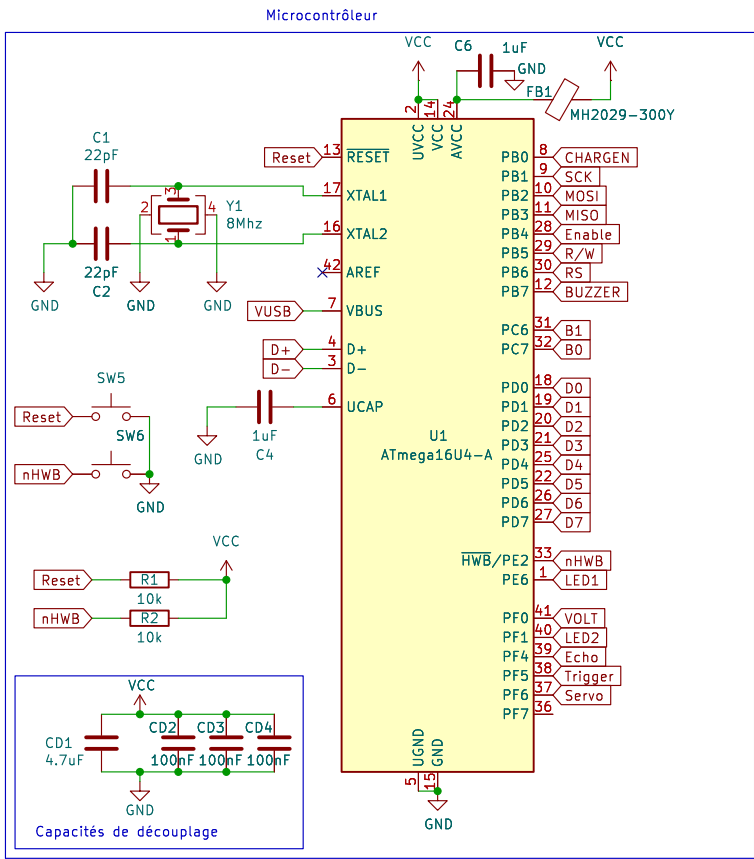 Microcontrôleur
VCC
C6
1uF
GND
VCC
FB1
MH2029-300Y
2
14
24
UVCC
VCC
AVCC
Reset
13
RESET
C1
22pF
17
XTAL1
3
2
4
1
Y1
8Mhz
16
XTAL2
22pF
C2
GND
GND
GND
42
AREF
VUSB
7
VBUS
D+
4
D+
D-
3
D-
6
UCAP
1uF
C4
GND
U1
ATmega16U4-A
PB0
8
CHARGEN
PB1
9
SCK
PB2
10
MOSI
PB3
11
MISO
PB4
28
Enable
PB5
29
R/W
PB6
30
RS
PB7
12
BUZZER
PC6
31
B1
PC7
32
B0
PD0
18
D0
PD1
19
D1
PD2
20
D2
PD3
21
D3
PD4
25
D4
PD5
22
D5
PD6
26
D6
PD7
27
D7
HWB/PE2
33
nHWB
PE6
1
LED1
PF0
41
VOLT
PF1
40
LED2
PF4
39
Echo
PF5
38
Trigger
PF6
37
Servo
PF7
36
UGND
GND
5
15
GND
SW5
Reset
SW6
nHWB
GND
VCC
Reset
R1
10k
nHWB
R2
10k
VCC
CD1
4.7uF
CD2
100nF
CD3
100nF
CD4
100nF
GND
Capacités de découplage